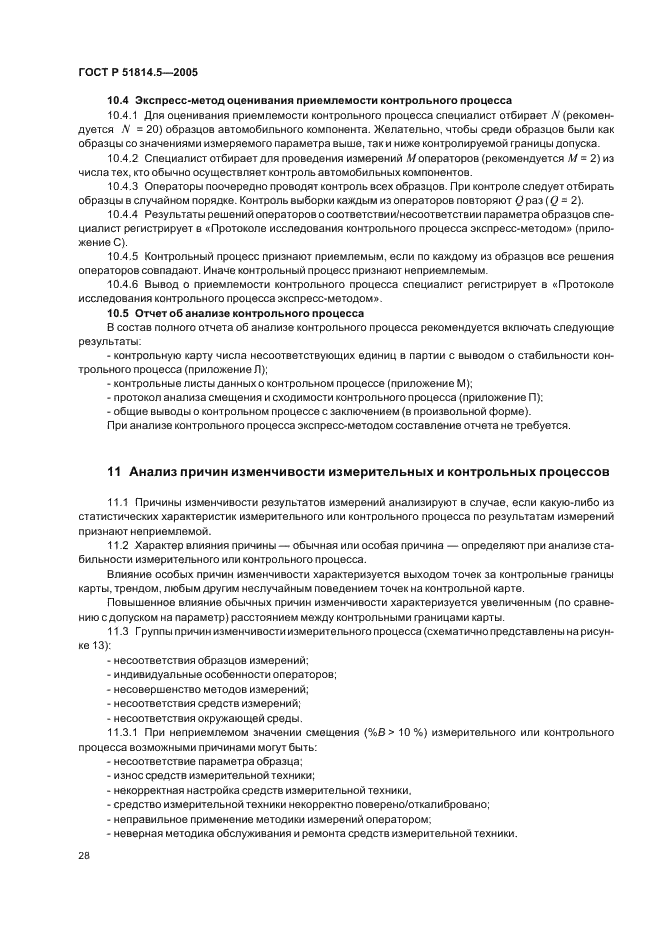 ГОСТ Р 51814.5—2005
10.4 Экспресс-метод оценивания приемлемости контрольного процесса
10.4.1 Для оценивания приемлемости контрольного процесса специалист отбирает N (рекомен-
дуется N = 20) образцов автомобильного компонента. Желательно, чтобы среди образцов были как
образцы со значениями измеряемого параметра выше, так и ниже контролируемой границы допуска.
10.4.2 Специалист отбирает для проведения измерений M операторов (рекомендуется M = 2) из
числа тех, кто обычно осуществляет контроль автомобильных компонентов.
10.4.3 Операторы поочередно проводят контроль всех образцов. При контроле следует отбирать
образцы в случайном порядке. Контроль выборки каждым из операторов повторяют Q раз (Q = 2).
10.4.4 Результаты решений операторов о соответствии/несоответствии параметра образцов спе-
циалист регистрирует в «Протоколе исследования контрольного процесса экспресс-методом» (прило-
жение С).
10.4.5 Контрольный процесс признают приемлемым, если по каждому из образцов все решения
операторов совпадают. Иначе контрольный процесс признают неприемлемым.
10.4.6 Вывод о приемлемости контрольного процесса специалист регистрирует в «Протоколе
исследования контрольного процесса экспресс-методом».
10.5 Отчет об анализе контрольного процесса
В состав полного отчета об анализе контрольного процесса рекомендуется включать следующие
результаты:
- контрольную карту числа несоответствующих единиц в партии с выводом о стабильности кон-
трольного процесса (приложение Л);
- контрольные листы данных о контрольном процессе (приложение М);
- протокол анализа смещения и сходимости контрольного процесса (приложение П);
- общие выводы о контрольном процессе с заключением (в произвольной форме).
При анализе контрольного процесса экспресс-методом составление отчета не требуется.
11 Анализ причин изменчивости измерительных и контрольных процессов
11.1 Причины изменчивости результатов измерений анализируют в случае, если какую-либо из
статистических характеристик измерительного или контрольного процесса по результатам измерений
признают неприемлемой.
11.2 Характер влияния причины — обычная или особая причина — определяют при анализе ста-
бильности измерительного или контрольного процесса.
Влияние особых причин изменчивости характеризуется выходом точек за контрольные границы
карты, трендом, любым другим неслучайным поведением точек на контрольной карте.
Повышенное влияние обычных причин изменчивости характеризуется увеличенным (по сравне-
нию с допуском на параметр) расстоянием между контрольными границами карты.
11.3 Группы причин изменчивости измерительного процесса (схематично представлены на рисун-
ке 13):
- несоответствия образцов измерений;
- индивидуальные особенности операторов;
- несовершенство методов измерений;
- несоответствия средств измерений;
- несоответствия окружающей среды.
11.3.1 При неприемлемом значении смещения (%B > 10 %) измерительного или контрольного
процесса возможными причинами могут быть:
- несоответствие параметра образца;
- износ средств измерительной техники;
- некорректная настройка средств измерительной техники,
- средство измерительной техники некорректно поверено/откалибровано;
- неправильное применение методики измерений оператором;
- неверная методика обслуживания и ремонта средств измерительной техники.
28